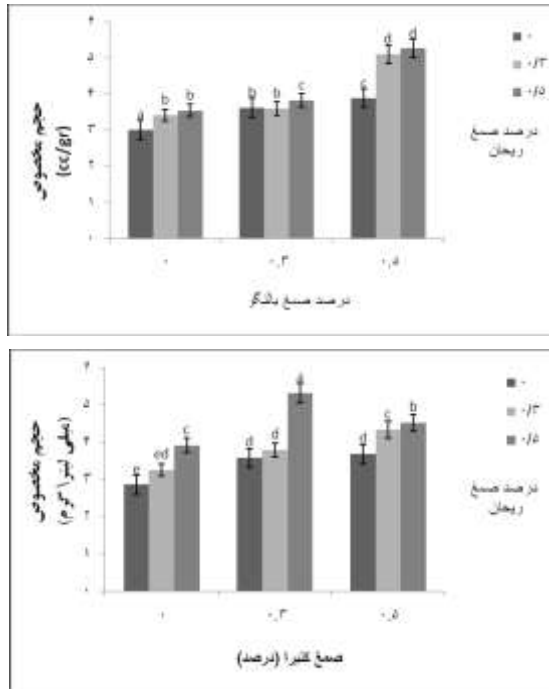 ۶
۵
۴
۳
۲
۱
۰
حجم مخصوص
(cc/gr)
a b b b b c c d d
۰ ۰,۳ ۰,۵
درصد صمغ بالنگو
۰
۰/۳
۰/۵
درصد صمغ
ریحان
۶
۵
۴
۳
۲
۱
۰
حجم مخصوص
(میلی لیتر\گرم)
e ed c d d d c b
۰ ۰,۳ ۰,۵
صمغ کتیرا (درصد)
۰
۰/۳
۰/۵
درصد صمغ
ریحان